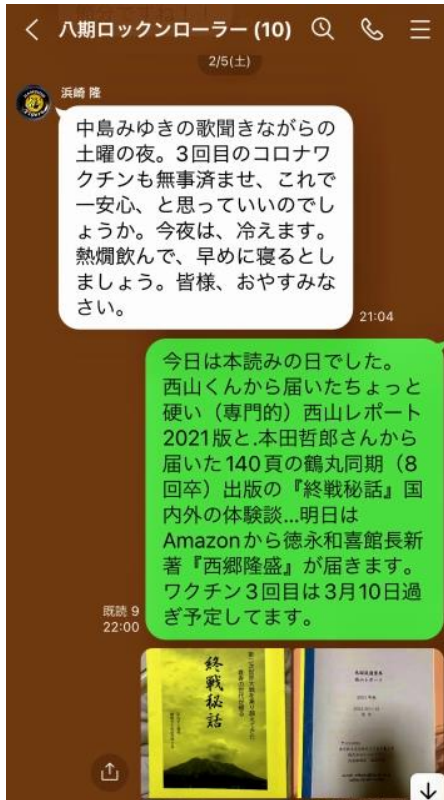 八期ロックンローラー (10)
2/5(土)
浜崎 隆
中島みゆきの歌聞きながらの
土曜の夜。3回目のコロナワ
クチンも無事済ませ、これで
一安心、と思っていいのでし
ょうか。今夜は、冷えます。
熱燗飲んで、早めに寝るとし
ましょう。皆様、おやすみな
さい。
21:04
今日は本読みの日でした。
西山くんから届いたちょっと
硬い（専門的）西山レポート
2021版と.本田哲郎さんから
届いた140頁の鶴丸同期（8
回卒）出版の『終戦秘話』国
内外の体験談...明日は
Amazonから徳永和喜館長新
著『西郷隆盛』が届きます。
ワクチン3回目は3月10日過
ぎ予定してます。
既読 9
22:00
終戦秘話